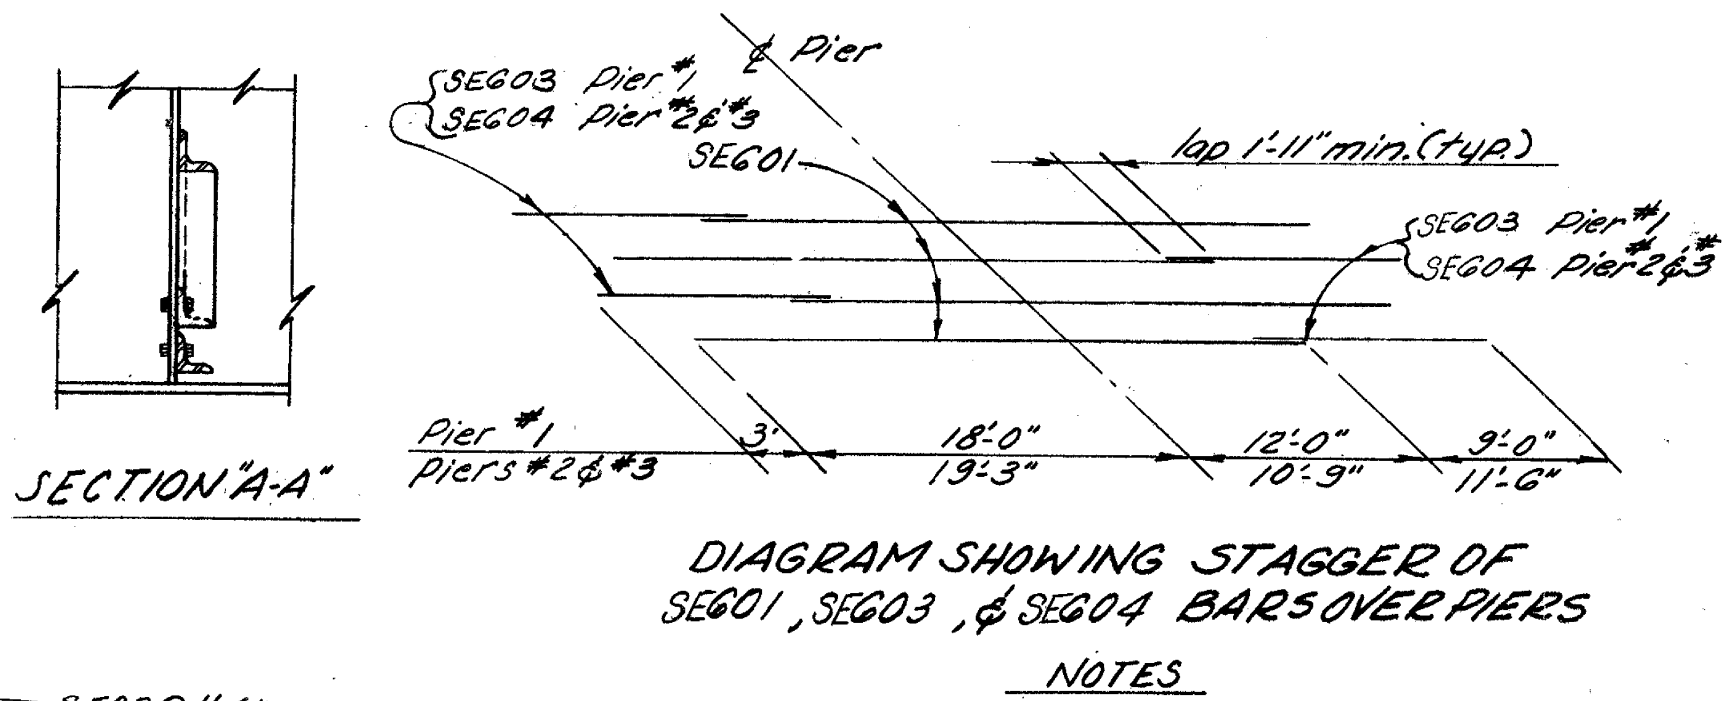 ℄ Pier
SE603 Pier #1
SE604 Pier #2 & #3
SE601
lap 1'-11" min. (typ.)
SE603 Pier #1
SE604 Pier #2 & #3
Pier #1 3' 18'-0" 12'-0" 9'-0"
Piers #2 & #3 19'-3" 10'-9" 11'-6"
SECTION "A-A"
DIAGRAM SHOWING STAGGER OF
SE601, SE603, & SE604 BARS OVER PIERS
NOTES